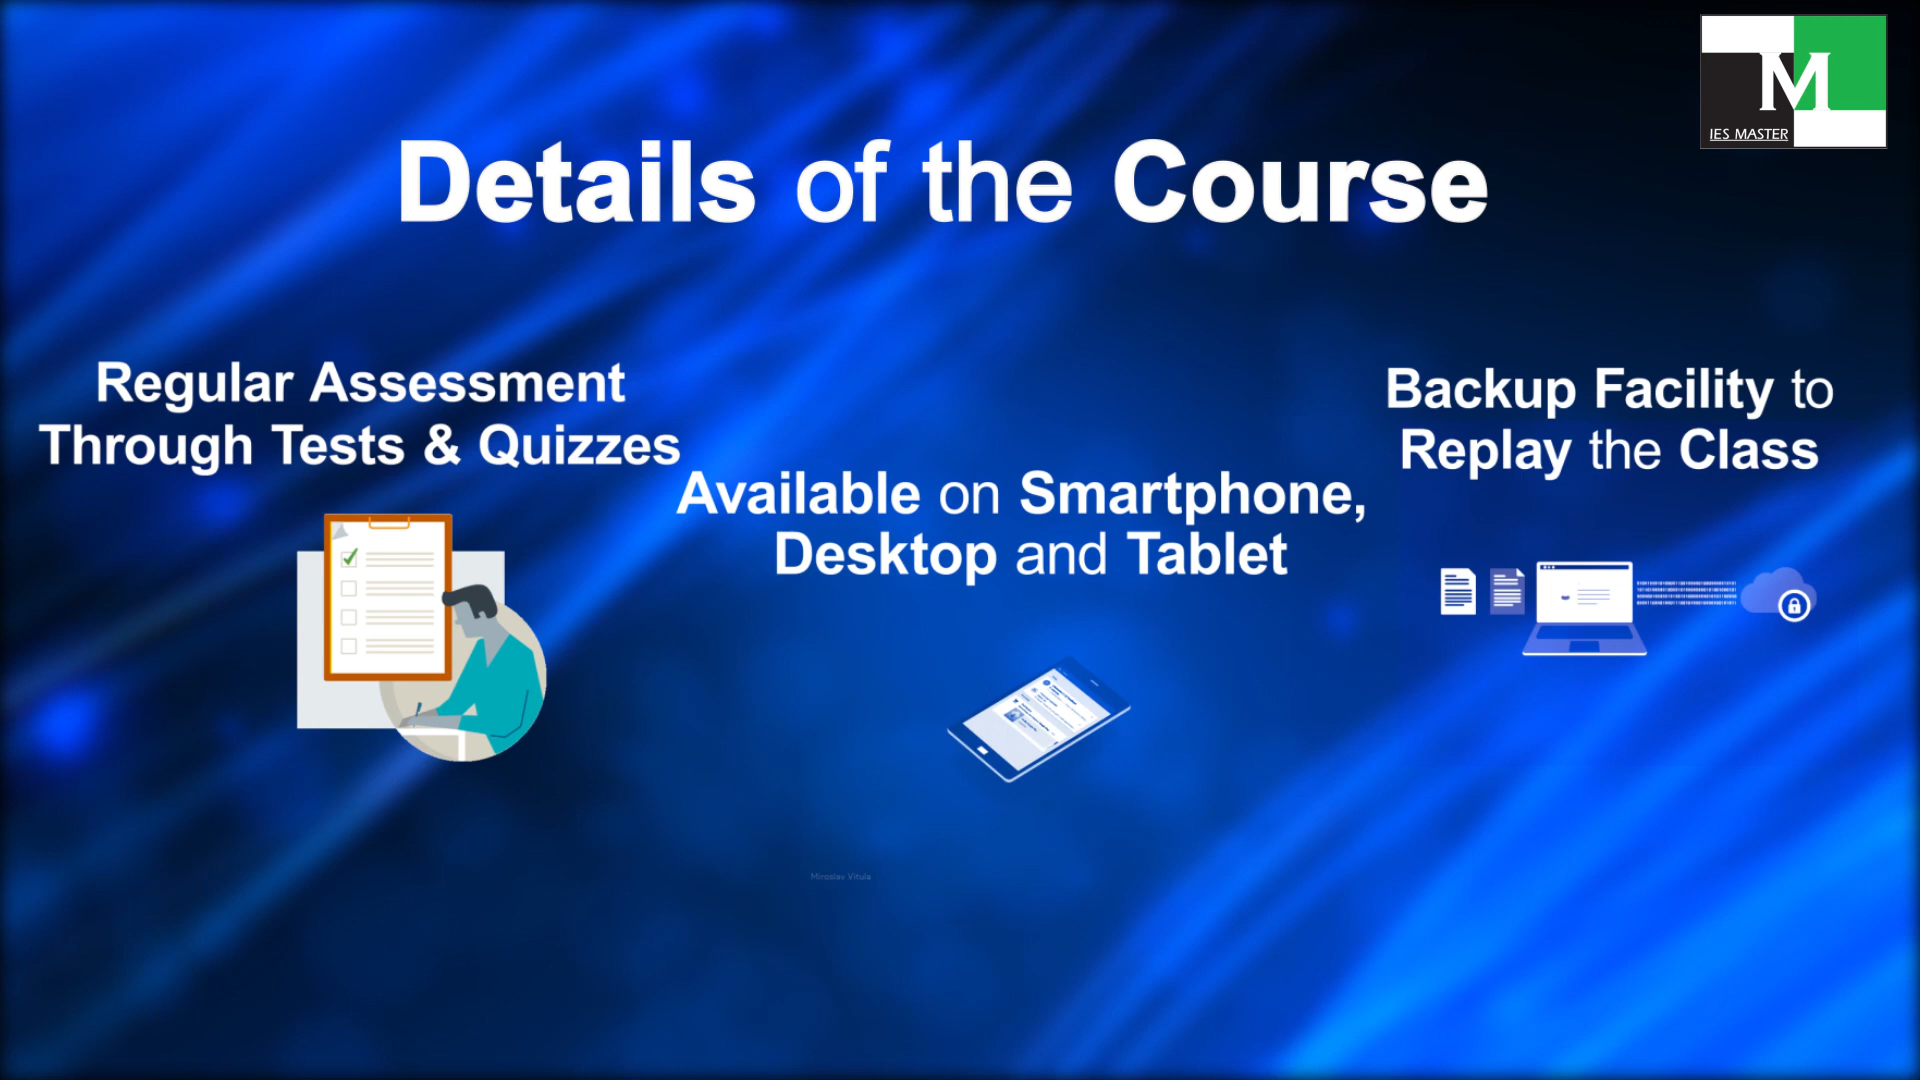 M
IES MASTER
Details of the Course
Regular Assessment
Through Tests & Quizzes
Available on Smartphone,
Desktop and Tablet
Backup Facility to
Replay the Class
Miroslav Vitula